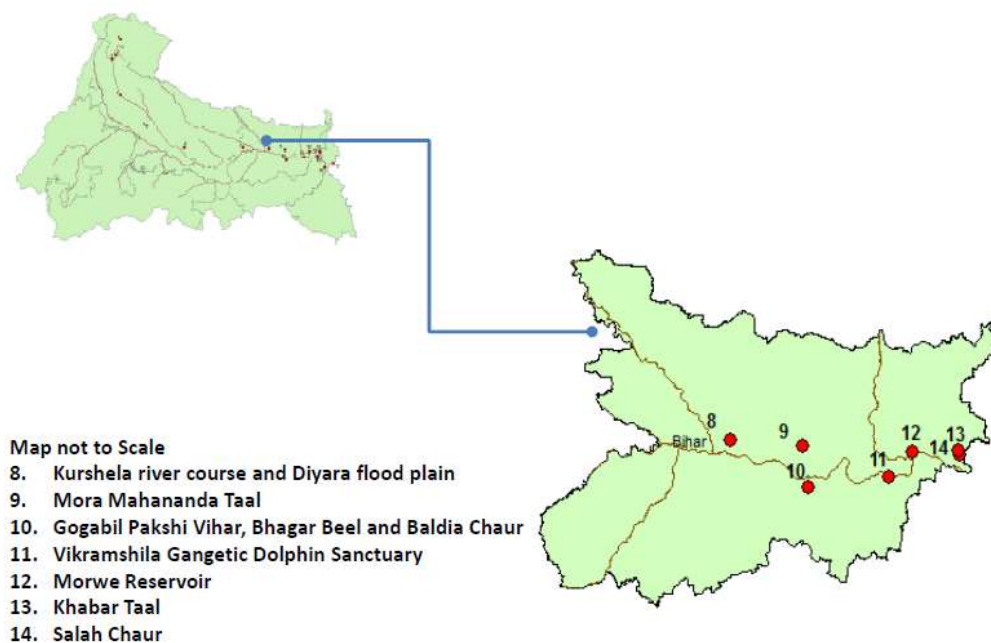 8
Bihar
9
10
11
12
13
14
Map not to Scale
8. Kurshela river course and Diyara flood plain
9. Mora Mahananda Taal
10. Gogabil Pakshi Vihar, Bhagar Beel and Baldia Chaur
11. Vikramshila Gangetic Dolphin Sanctuary
12. Morwe Reservoir
13. Khabar Taal
14. Salah Chaur